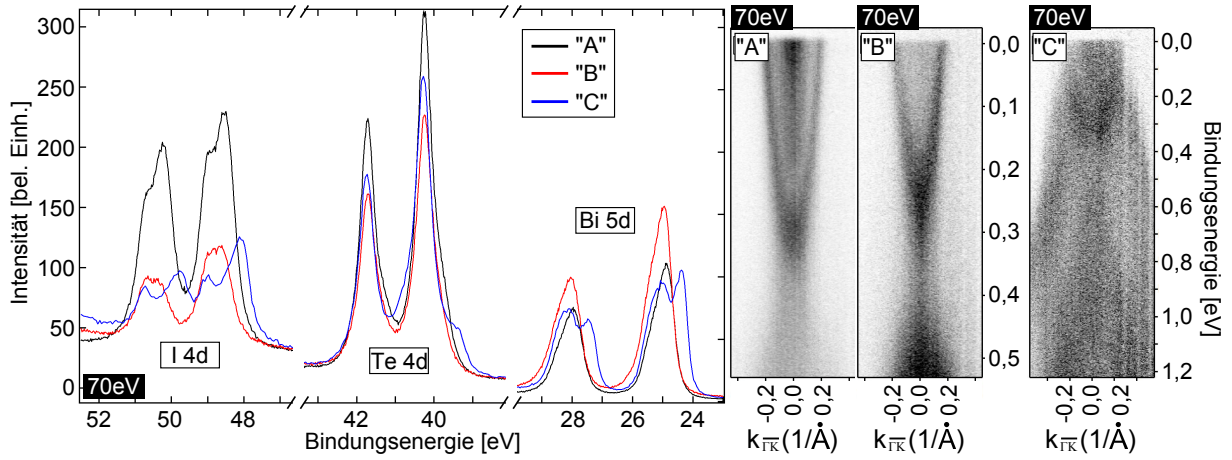 Intensität [bel. Einh.]
300
250
200
150
100
50
0
"A"
"B"
"C"
I 4d
Te 4d
Bi 5d
70eV
52
50
48
42
40
28
26
24
Bindungsenergie [eV]
70eV
"A"
70eV
"B"
70eV
"C"
0,0
0,1
0,2
0,3
0,4
0,5
0,0
0,2
0,4
0,6
0,8
1,0
1,2
Bindungsenergie [eV]
-0,2
0,0
0,2
-0,2
0,0
0,2
-0,2
0,0
0,2
k Γ̅K̅ (1/Å)
k Γ̅K̅ (1/Å)
k Γ̅K̅ (1/Å)